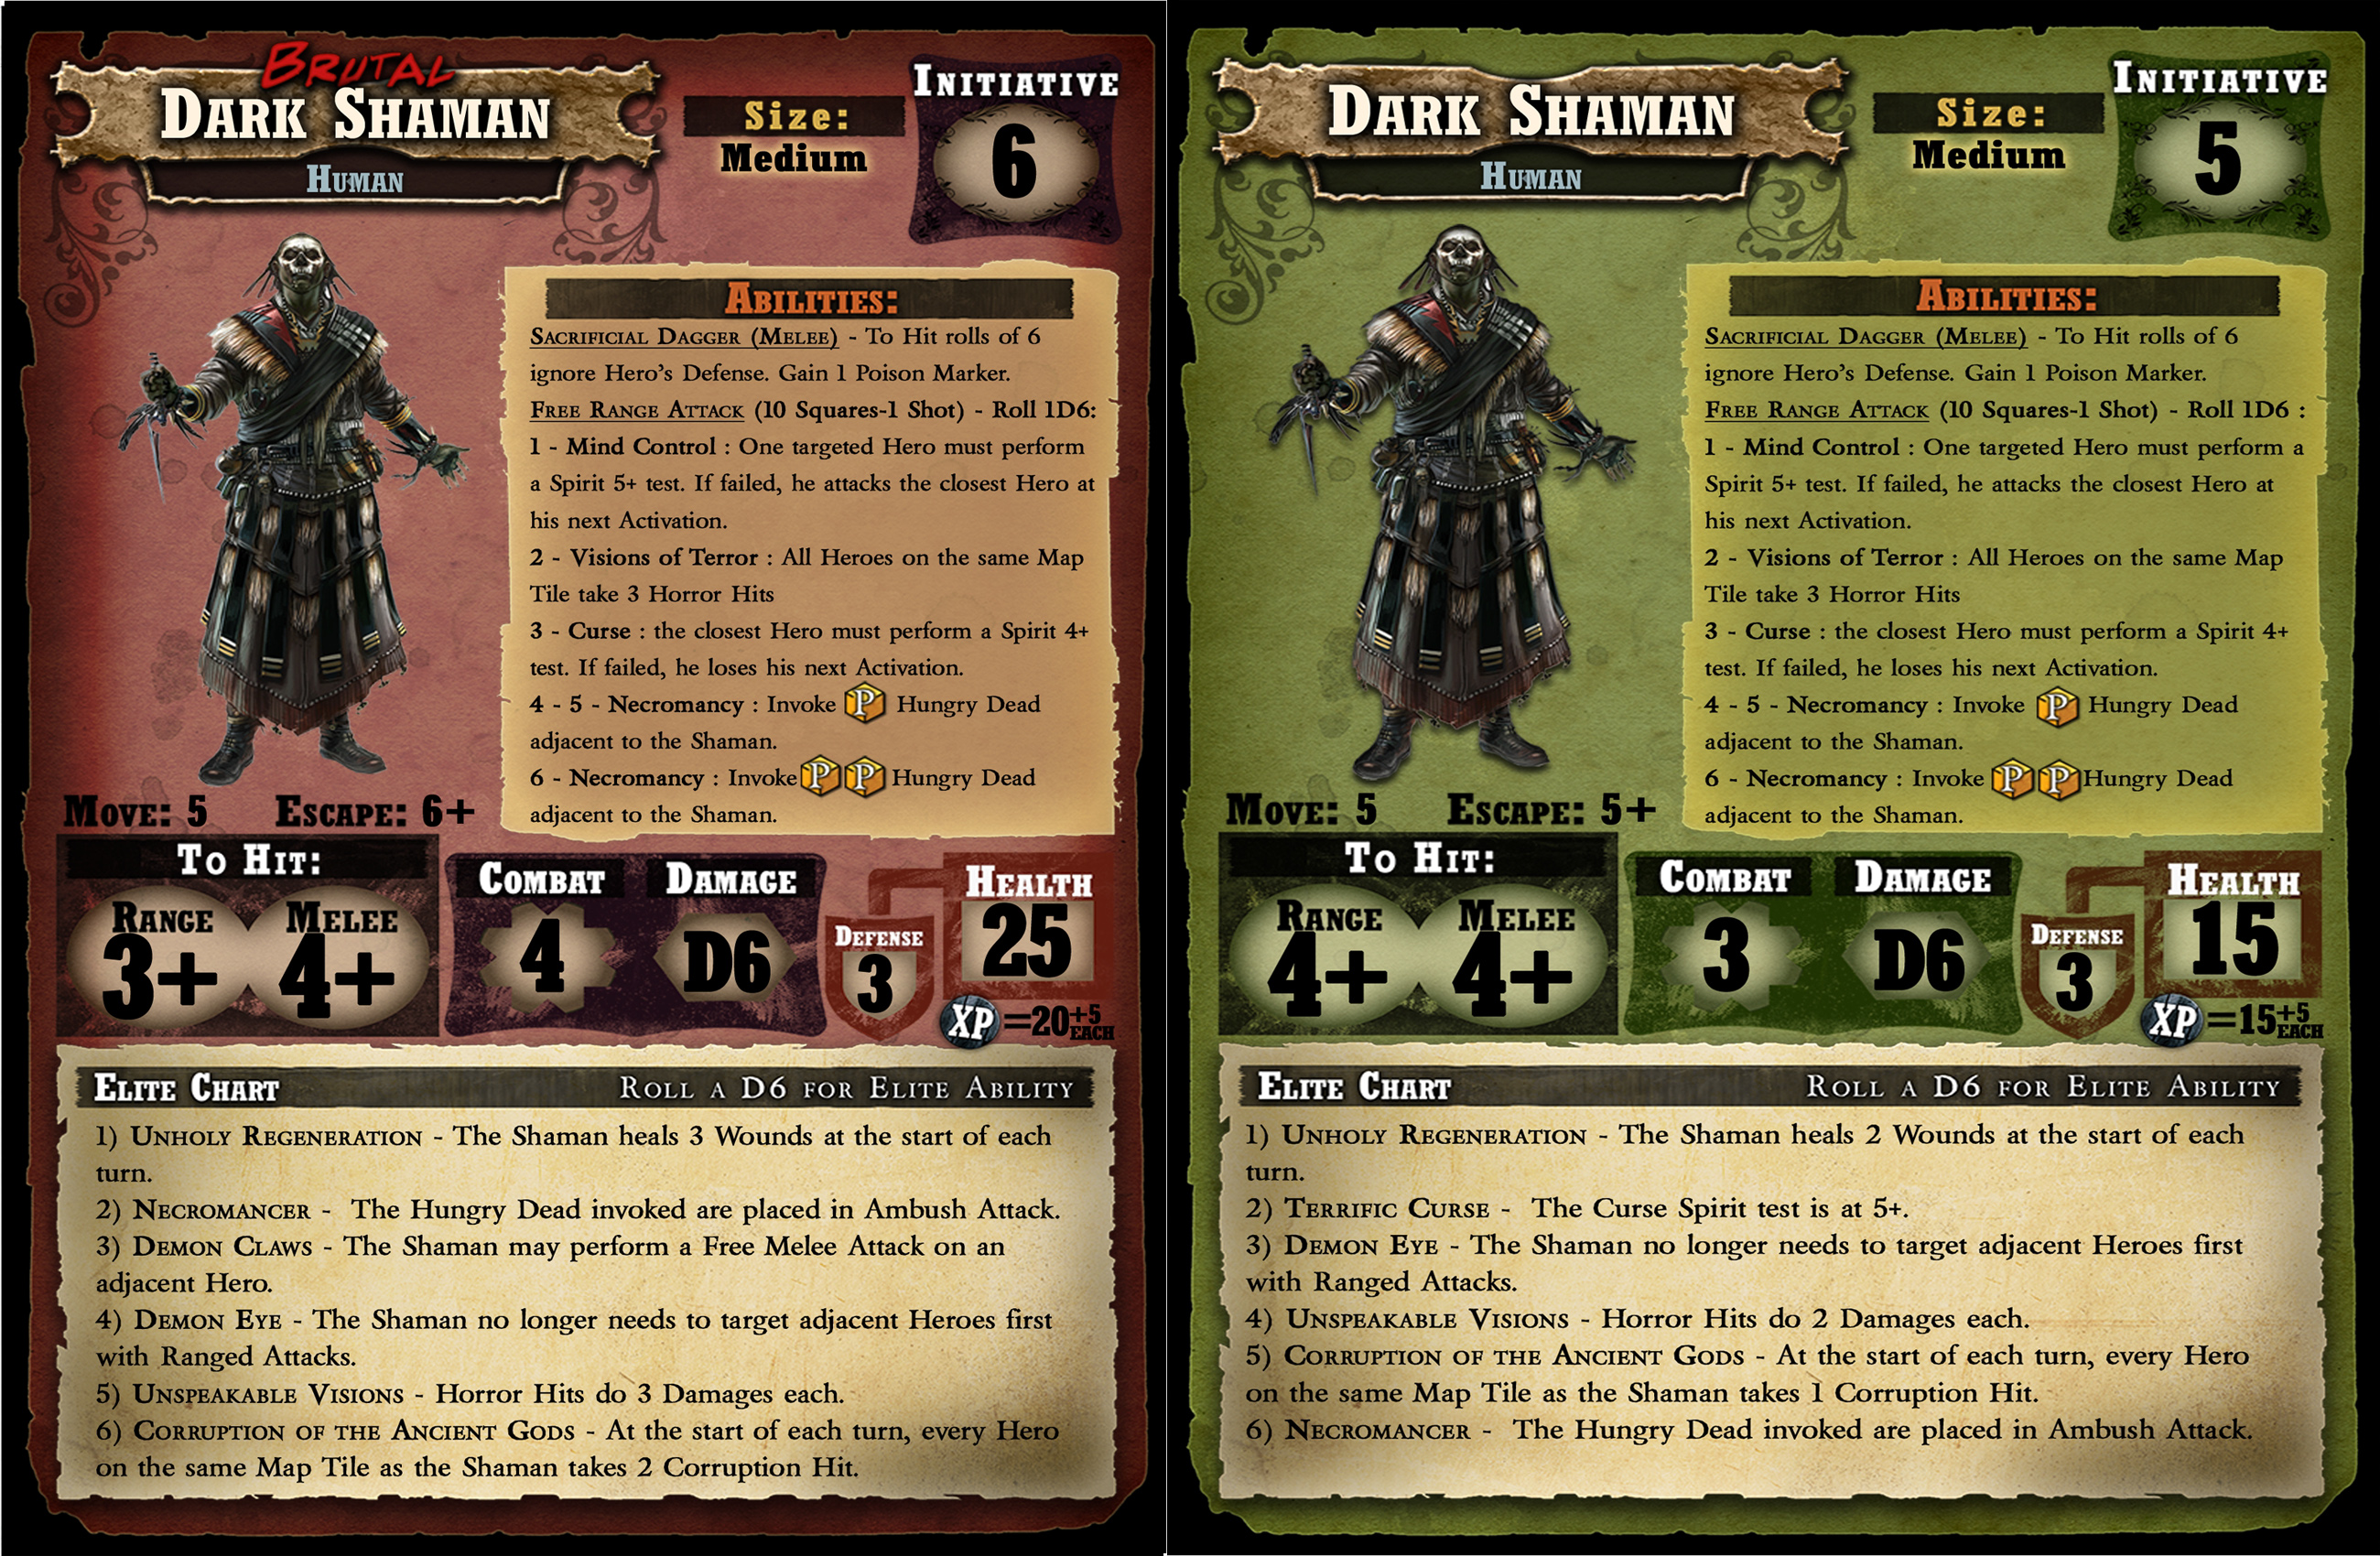 BRUTAL
DARK SHAMAN
HUMAN
Size:
Medium
INITIATIVE
6
ABILITIES:
SACRIFICIAL DAGGER (MELEE) - To Hit rolls of 6
ignore Hero's Defense. Gain 1 Poison Marker.
FREE RANGE ATTACK (10 Squares-1 Shot) - Roll 1D6:
1 - Mind Control : One targeted Hero must perform
a Spirit 5+ test. If failed, he attacks the closest Hero at
his next Activation.
2 - Visions of Terror : All Heroes on the same Map
Tile take 3 Horror Hits
3 - Curse : the closest Hero must perform a Spirit 4+
test. If failed, he loses his next Activation.
4 - 5 - Necromancy : Invoke P Hungry Dead
adjacent to the Shaman.
6 - Necromancy : Invoke P P Hungry Dead
adjacent to the Shaman.
MOVE: 5 ESCAPE: 6+
TO HIT:
RANGE
3+
MELEE
4+
COMBAT
4
DAMAGE
D6
DEFENSE
3
HEALTH
25
XP =20 +5 EACH
ELITE CHART ROLL A D6 FOR ELITE ABILITY
1) UNHOLY REGENERATION - The Shaman heals 3 Wounds at the start of each
turn.
2) NECROMANCER - The Hungry Dead invoked are placed in Ambush Attack.
3) DEMON CLAWS - The Shaman may perform a Free Melee Attack on an
adjacent Hero.
4) DEMON EYE - The Shaman no longer needs to target adjacent Heroes first
with Ranged Attacks.
5) UNSPEAKABLE VISIONS - Horror Hits do 3 Damages each.
6) CORRUPTION OF THE ANCIENT GODS - At the start of each turn, every Hero
on the same Map Tile as the Shaman takes 2 Corruption Hit.
DARK SHAMAN
HUMAN
Size:
Medium
INITIATIVE
5
ABILITIES:
SACRIFICIAL DAGGER (MELEE) - To Hit rolls of 6
ignore Hero's Defense. Gain 1 Poison Marker.
FREE RANGE ATTACK (10 Squares-1 Shot) - Roll 1D6 :
1 - Mind Control : One targeted Hero must perform a
Spirit 5+ test. If failed, he attacks the closest Hero at
his next Activation.
2 - Visions of Terror : All Heroes on the same Map
Tile take 3 Horror Hits
3 - Curse : the closest Hero must perform a Spirit 4+
test. If failed, he loses his next Activation.
4 - 5 - Necromancy : Invoke P Hungry Dead
adjacent to the Shaman.
6 - Necromancy : Invoke P P Hungry Dead
adjacent to the Shaman.
MOVE: 5 ESCAPE: 5+
TO HIT:
RANGE
4+
MELEE
4+
COMBAT
3
DAMAGE
D6
DEFENSE
3
HEALTH
15
XP =15 +5 EACH
ELITE CHART ROLL A D6 FOR ELITE ABILITY
1) UNHOLY REGENERATION - The Shaman heals 2 Wounds at the start of each
turn.
2) TERRIFIC CURSE - The Curse Spirit test is at 5+.
3) DEMON EYE - The Shaman no longer needs to target adjacent Heroes first
with Ranged Attacks.
4) UNSPEAKABLE VISIONS - Horror Hits do 2 Damages each.
5) CORRUPTION OF THE ANCIENT GODS - At the start of each turn, every Hero
on the same Map Tile as the Shaman takes 1 Corruption Hit.
6) NECROMANCER - The Hungry Dead invoked are placed in Ambush Attack.